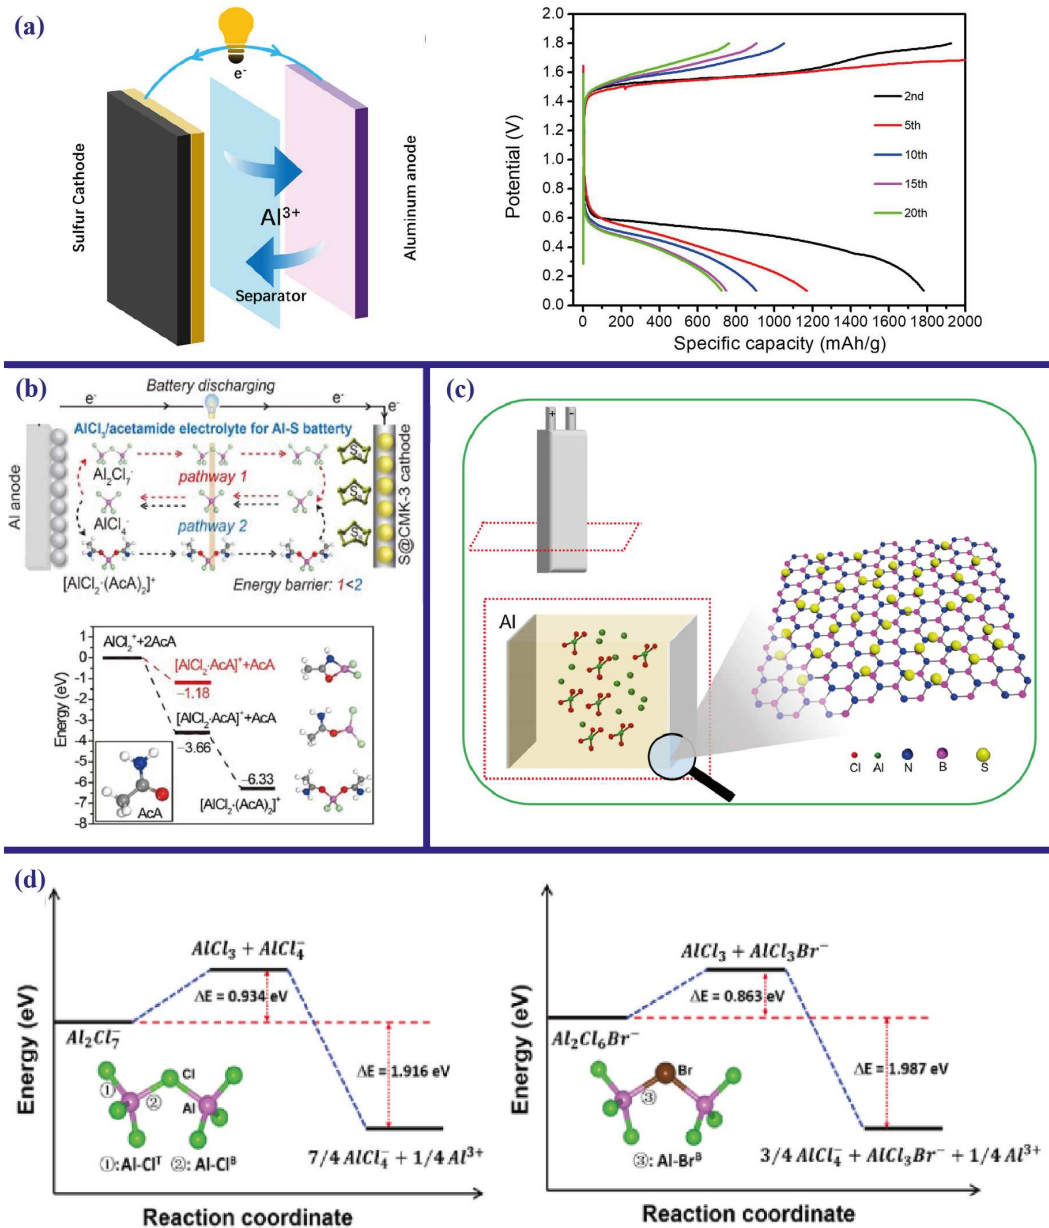 (a)
e-
Sulfur Cathode
Al3+
Separator
Aluminum anode
Potential (V)
2.0
1.8
1.6
1.4
1.2
1.0
0.8
0.6
0.4
0.2
0.0
2nd
5th
10th
15th
20th
0 200 400 600 800 1000 1200 1400 1600 1800 2000
Specific capacity (mAh/g)
(b)
Battery discharging
e- e- e-
AlCl3/acetamide electrolyte for Al-S batterty
Al anode
Al2Cl7-
pathway 1
AlCl4-
pathway 2
[AlCl2·(AcA)2]+
Energy barrier: 1<2
S8
S8
S8
S@CMK-3 cathode
Energy (eV)
1
0
-1
-2
-3
-4
-5
-6
-7
-8
AlCl2++2AcA
[AlCl2·AcA]++AcA
−1.18
[AlCl2·AcA]++AcA
−3.66
−6.33
[AlCl2·(AcA)2]+
AcA
(c)
+ -
Al
Cl Al N B S
(d)
Energy (eV)
AlCl3 + AlCl4-
ΔE = 0.934 eV
Al2Cl7-
ΔE = 1.916 eV
Cl
Al
① ②
①:Al-ClT ②: Al-ClB
7/4 AlCl4- + 1/4 Al3+
Reaction coordinate
Energy (eV)
AlCl3 + AlCl3Br−
ΔE = 0.863 eV
Al2Cl6Br−
ΔE = 1.987 eV
Br
③
③: Al-BrB
3/4 AlCl4- + AlCl3Br− + 1/4 Al3+
Reaction coordinate